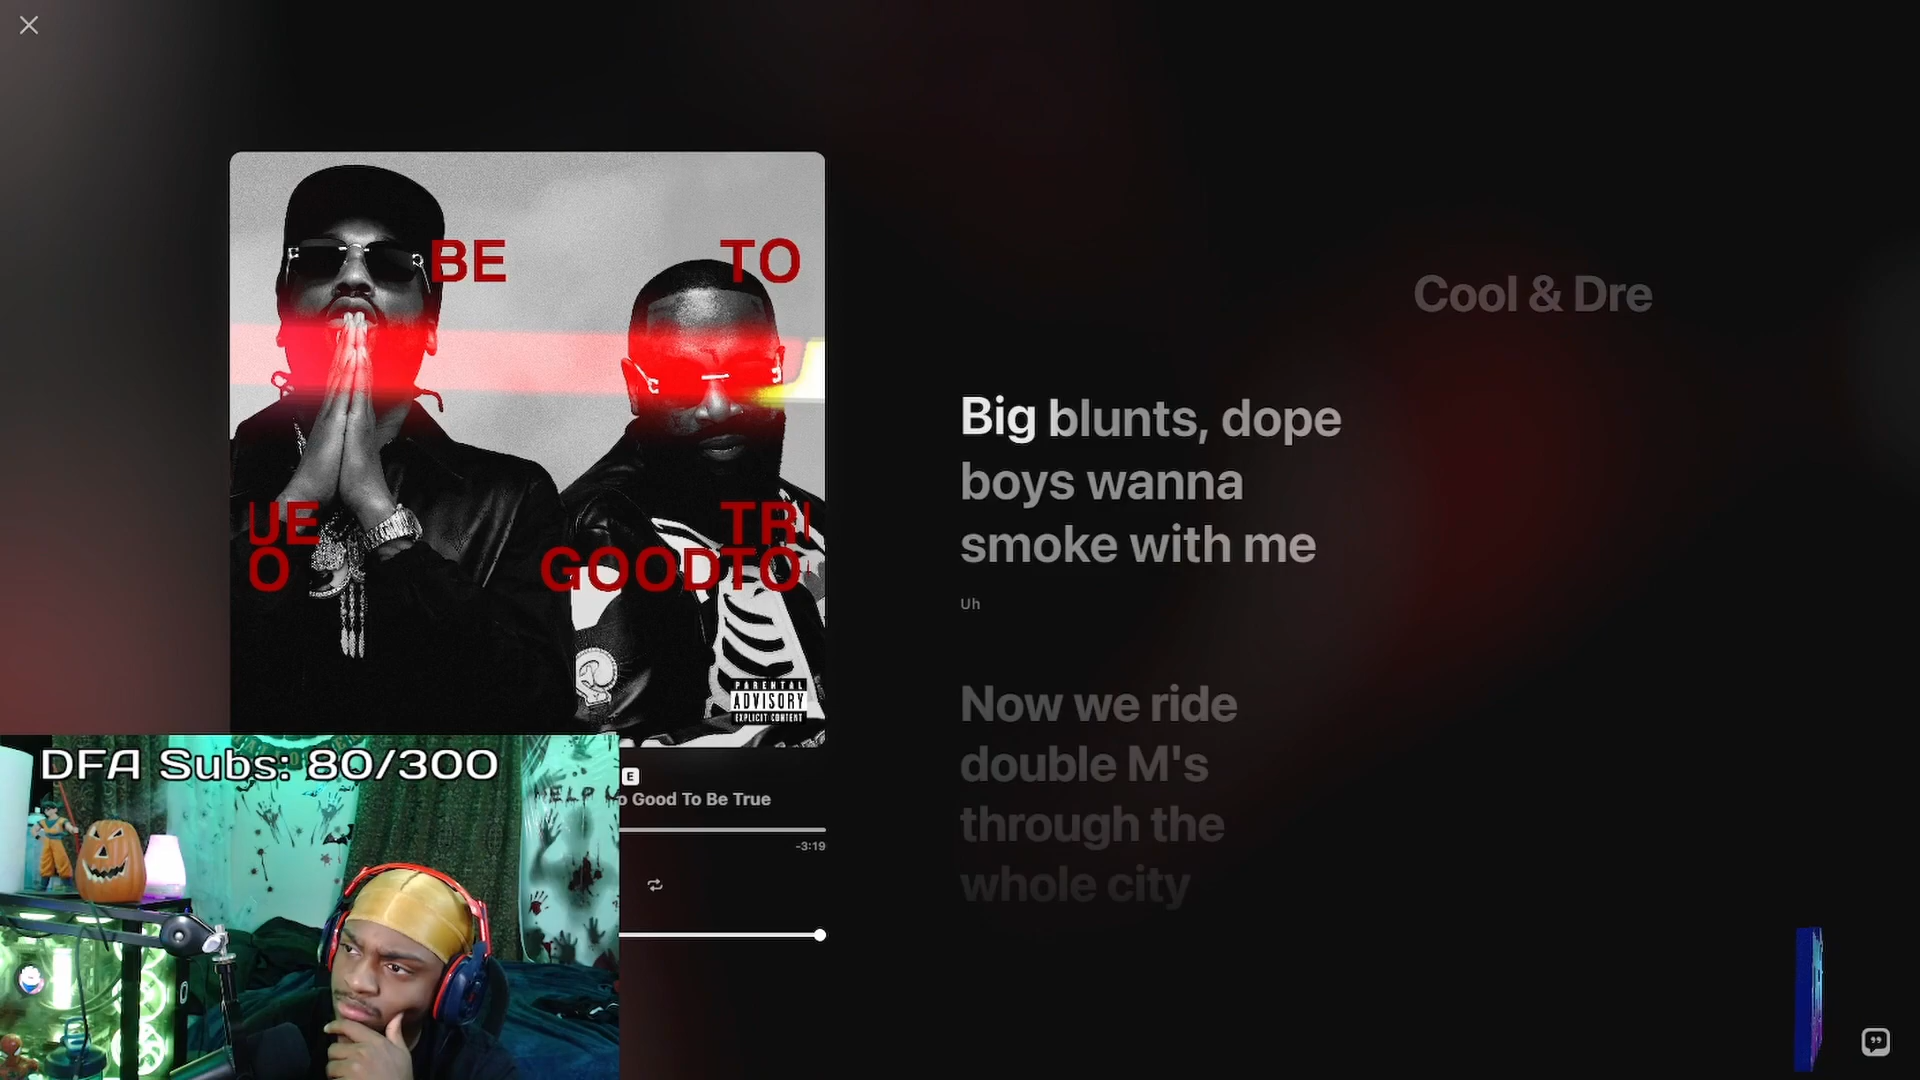 BE TO
UE TRI
O GOODTO
PARENTAL
ADVISORY
EXPLICIT CONTENT
Cool & Dre
Big blunts, dope
boys wanna
smoke with me
Uh
Now we ride
double M's
through the
whole city
DFA Subs: 80/300
HELP
E
o Good To Be True
-3:19